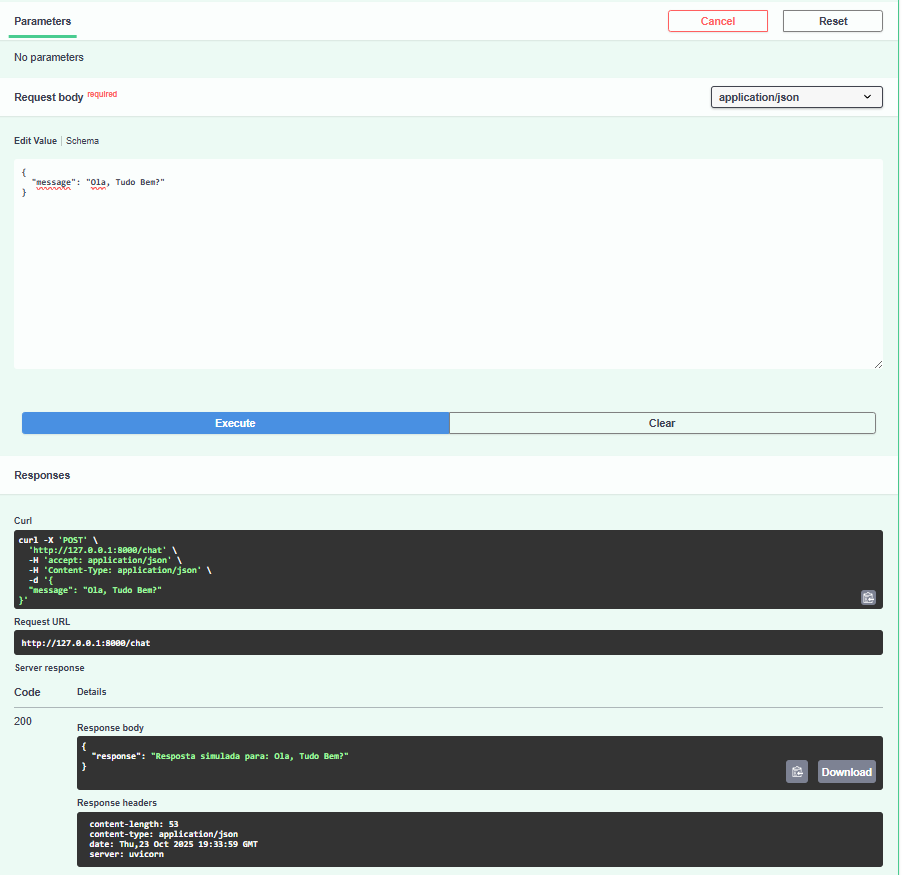 Parameters
Cancel
Reset
No parameters
Request body required
application/json
Edit Value | Schema
{
  "message": "Ola, Tudo Bem?"
}
Execute
Clear
Responses
Curl
curl -X 'POST' \
  'http://127.0.0.1:8000/chat' \
  -H 'accept: application/json' \
  -H 'Content-Type: application/json' \
  -d '{
  "message": "Ola, Tudo Bem?"
}'
Request URL
http://127.0.0.1:8000/chat
Server response
Code Details
200
Response body
{
  "response": "Resposta simulada para: Ola, Tudo Bem?"
}
Download
Response headers
content-length: 53
content-type: application/json
date: Thu,23 Oct 2025 19:33:59 GMT
server: uvicorn